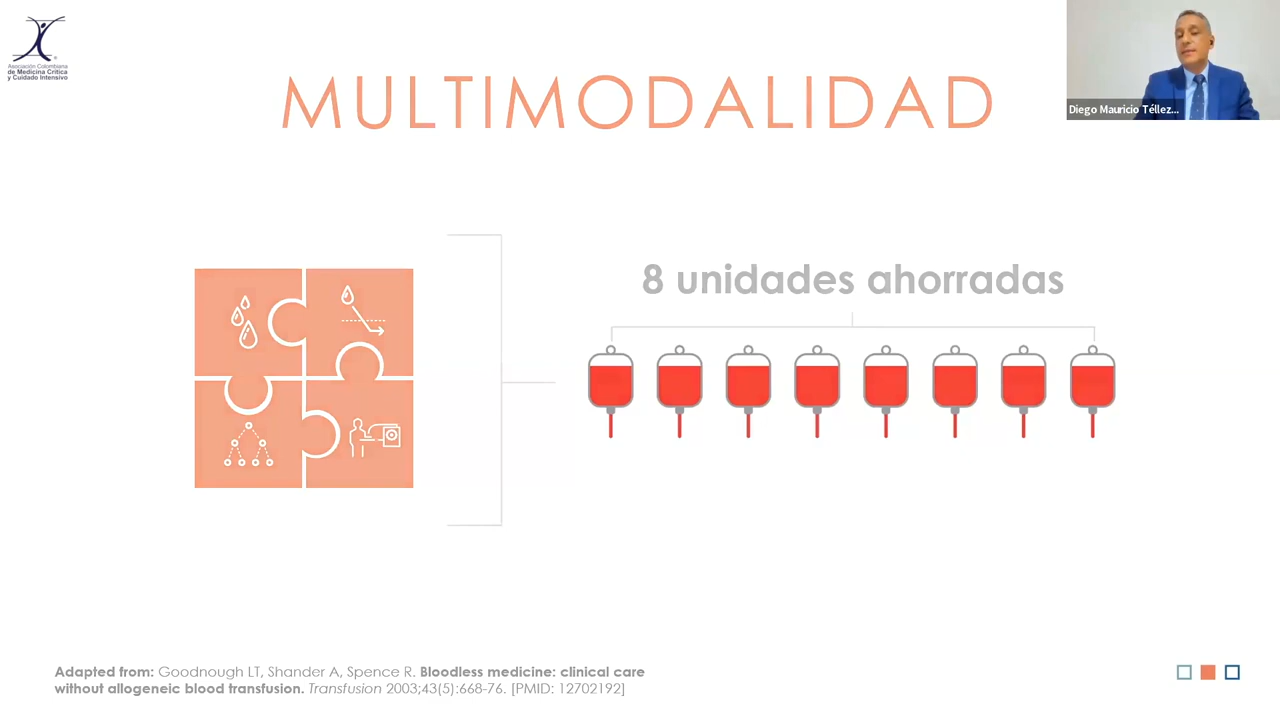 Asociación Colombiana
de Medicina Crítica
y Cuidado Intensivo
MULTIMODALIDAD
Diego Mauricio Téllez...
8 unidades ahorradas
Adapted from: Goodnough LT, Shander A, Spence R. Bloodless medicine: clinical care
without allogeneic blood transfusion. Transfusion 2003;43(5):668-76. [PMID: 12702192]